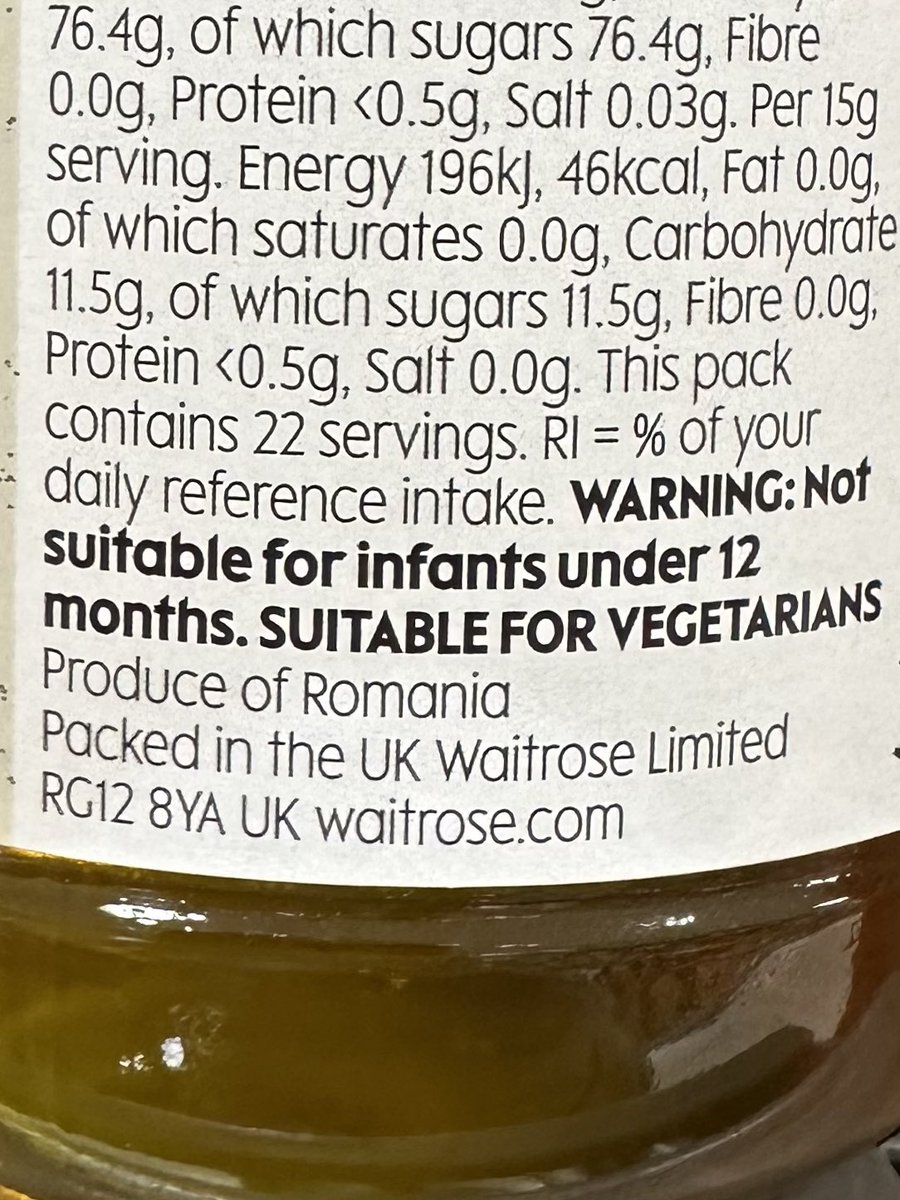 76.4g, of which sugars 76.4g, Fibre
0.0g, Protein <0.5g, Salt 0.03g. Per 15g
serving. Energy 196kJ, 46kcal, Fat 0.0g,
of which saturates 0.0g, Carbohydrate
11.5g, of which sugars 11.5g, Fibre 0.0g,
Protein <0.5g, Salt 0.0g. This pack
contains 22 servings. RI = % of your
daily reference intake. WARNING: Not
suitable for infants under 12
months. SUITABLE FOR VEGETARIANS
Produce of Romania
Packed in the UK Waitrose Limited
RG12 8YA UK waitrose.com